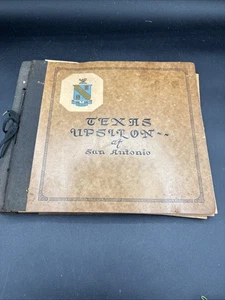 TEXAS
UPSILON--
of
San Antonio